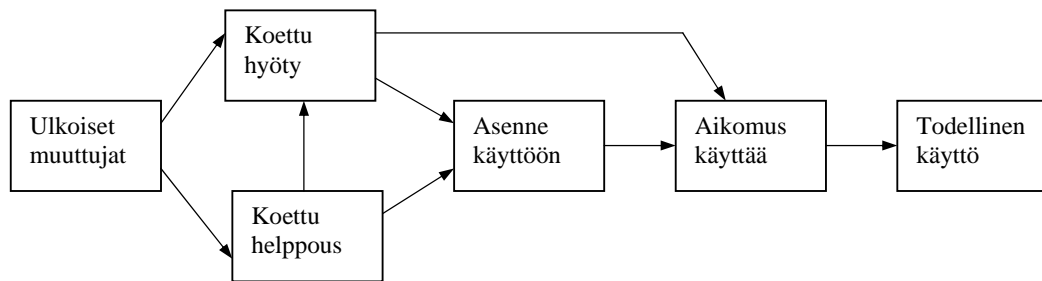 Koettu
hyöty
Ulkoiset
muuttujat
Asenne
käyttöön
Aikomus
käyttää
Todellinen
käyttö
Koettu
helppous